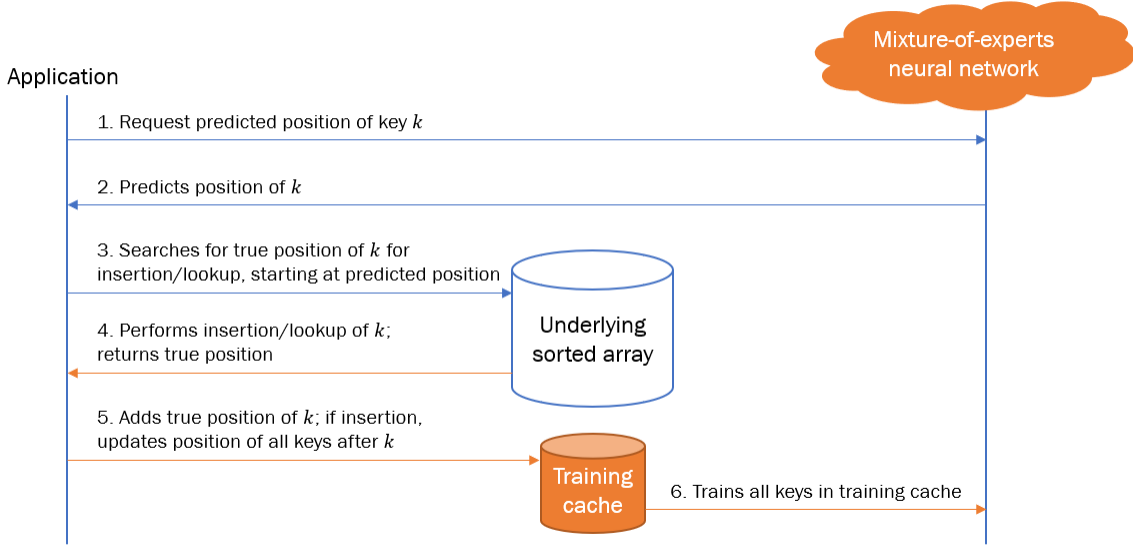 Mixture-of-experts
neural network
Application
1. Request predicted position of key k
2. Predicts position of k
3. Searches for true position of k for
insertion/lookup, starting at predicted position
Underlying
sorted array
4. Performs insertion/lookup of k;
returns true position
5. Adds true position of k; if insertion,
updates position of all keys after k
Training
cache
6. Trains all keys in training cache